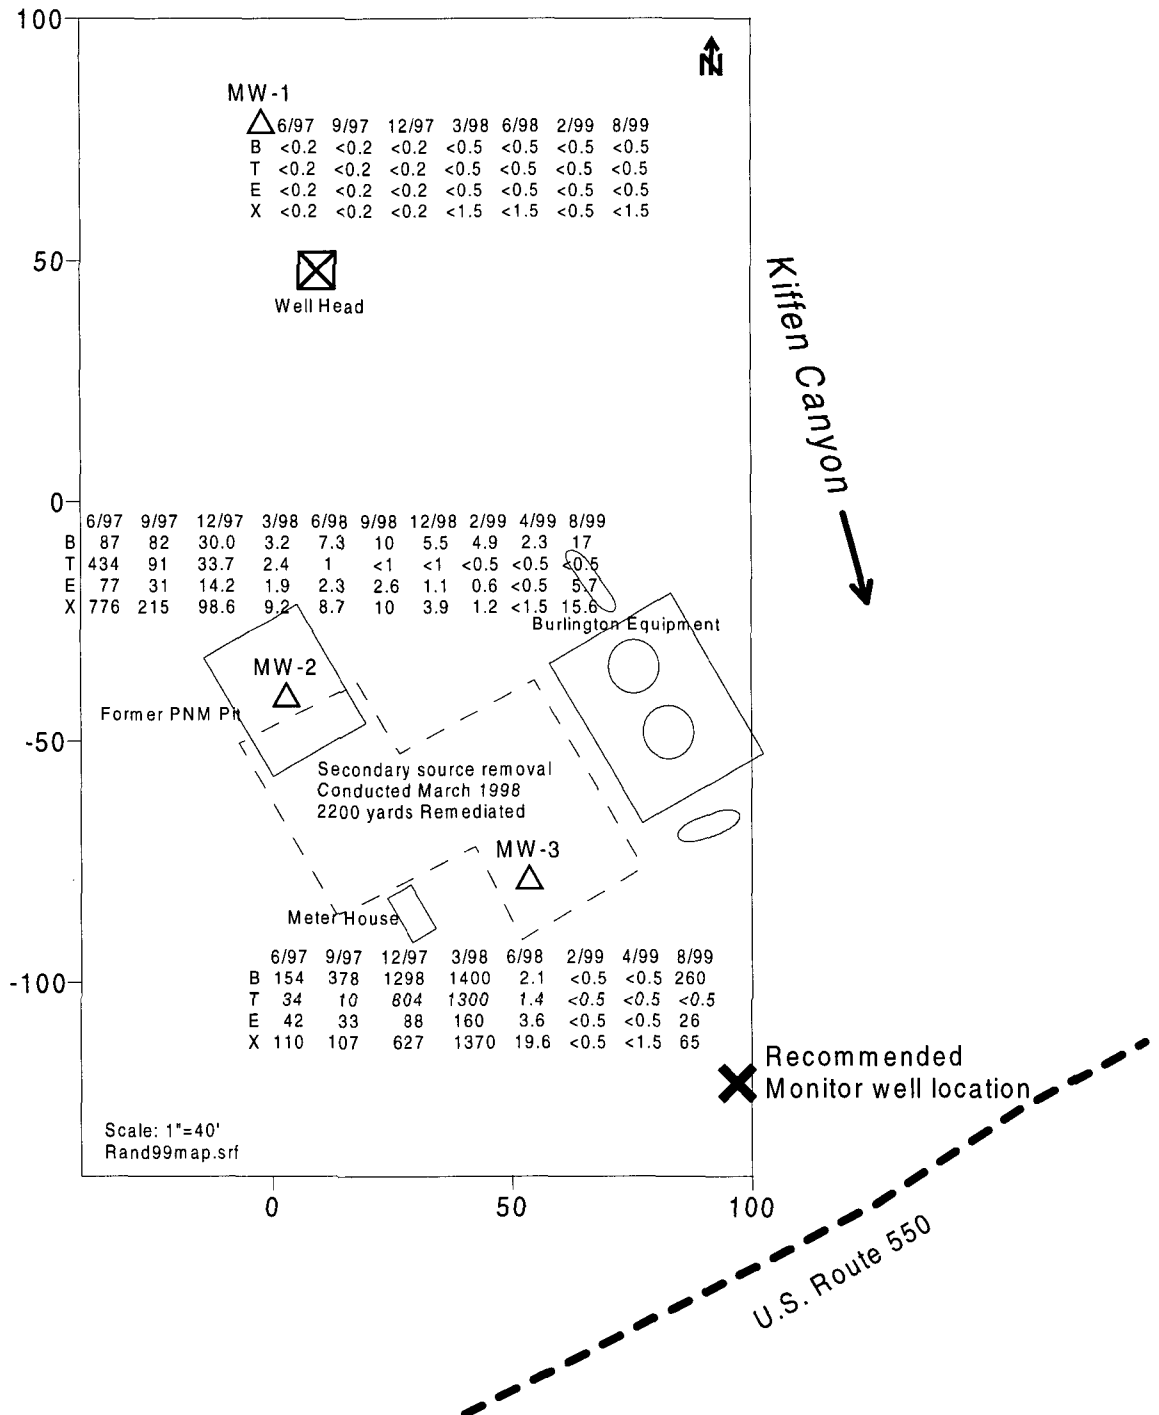 100
N
MW-1
6/97 9/97 12/97 3/98 6/98 2/99 8/99
B <0.2 <0.2 <0.2 <0.5 <0.5 <0.5 <0.5
T <0.2 <0.2 <0.2 <0.5 <0.5 <0.5 <0.5
E <0.2 <0.2 <0.2 <0.5 <0.5 <0.5 <0.5
X <0.2 <0.2 <0.2 <1.5 <1.5 <0.5 <1.5
50
Well Head
Kiffen Canyon
0
6/97 9/97 12/97 3/98 6/98 9/98 12/98 2/99 4/99 8/99
B 87 82 30.0 3.2 7.3 10 5.5 4.9 2.3 17
T 434 91 33.7 2.4 1 <1 <1 <0.5 <0.5 <0.5
E 77 31 14.2 1.9 2.3 2.6 1.1 0.6 <0.5 5.7
X 776 215 98.6 9.2 8.7 10 3.9 1.2 <1.5 15.6
Burlington Equipment
MW-2
Former PNM Pit
-50
Secondary source removal
Conducted March 1998
2200 yards Remediated
MW-3
Meter House
6/97 9/97 12/97 3/98 6/98 2/99 4/99 8/99
B 154 378 1298 1400 2.1 <0.5 <0.5 260
T 34 10 804 1300 1.4 <0.5 <0.5 <0.5
E 42 33 88 160 3.6 <0.5 <0.5 26
X 110 107 627 1370 19.6 <0.5 <1.5 65
-100
Recommended
Monitor well location
Scale: 1"=40'
Rand99map.srf
0 50 100
U.S. Route 550